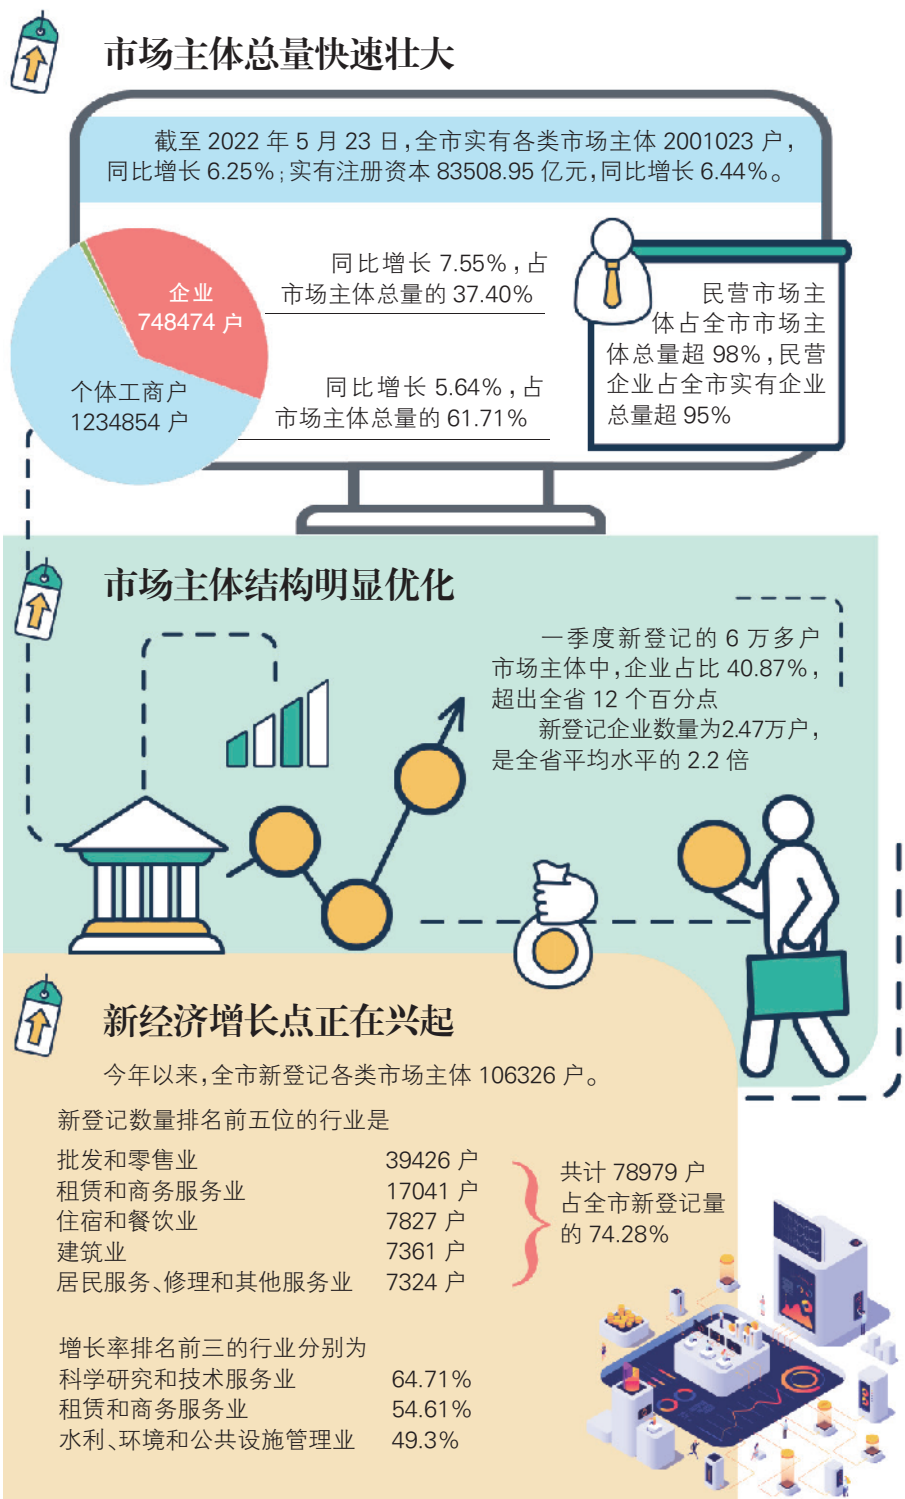 市场主体总量快速壮大
截至 2022 年 5 月 23 日,全市实有各类市场主体 2001023 户,
同比增长 6.25%;实有注册资本 83508.95 亿元,同比增长 6.44%。
企业
748474 户
同比增长 7.55%,占
市场主体总量的 37.40%
个体工商户
1234854 户
同比增长 5.64%,占
市场主体总量的 61.71%
民营市场主
体占全市市场主
体总量超 98%,民营
企业占全市实有企业
总量超 95%
市场主体结构明显优化
一季度新登记的 6 万多户
市场主体中,企业占比 40.87%,
超出全省 12 个百分点
新登记企业数量为2.47万户,
是全省平均水平的 2.2 倍
新经济增长点正在兴起
今年以来,全市新登记各类市场主体 106326 户。
新登记数量排名前五位的行业是
批发和零售业 39426 户
租赁和商务服务业 17041 户
住宿和餐饮业 7827 户
建筑业 7361 户
居民服务、修理和其他服务业 7324 户
共计 78979 户
占全市新登记量
的 74.28%
增长率排名前三的行业分别为
科学研究和技术服务业 64.71%
租赁和商务服务业 54.61%
水利、环境和公共设施管理业 49.3%